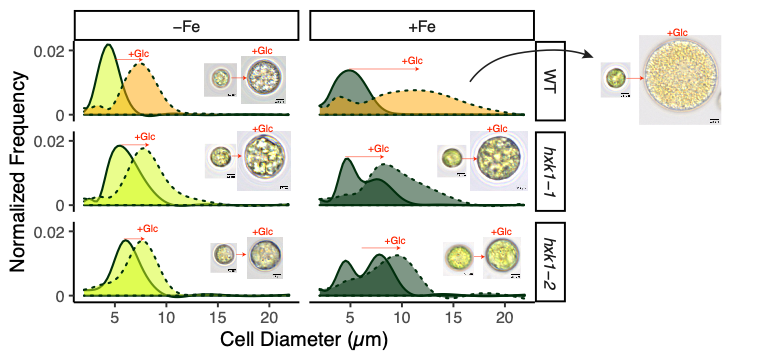 −Fe
+Fe
+Glc
0.02
+Glc
+Glc
+Glc
+Glc
0
WT
0.02
+Glc
+Glc
+Glc
+Glc
0
hxk1−1
0.02
+Glc
+Glc
+Glc
+Glc
0
hxk1−2
5
10
15
20
5
10
15
20
Normalized Frequency
Cell Diameter (µm)